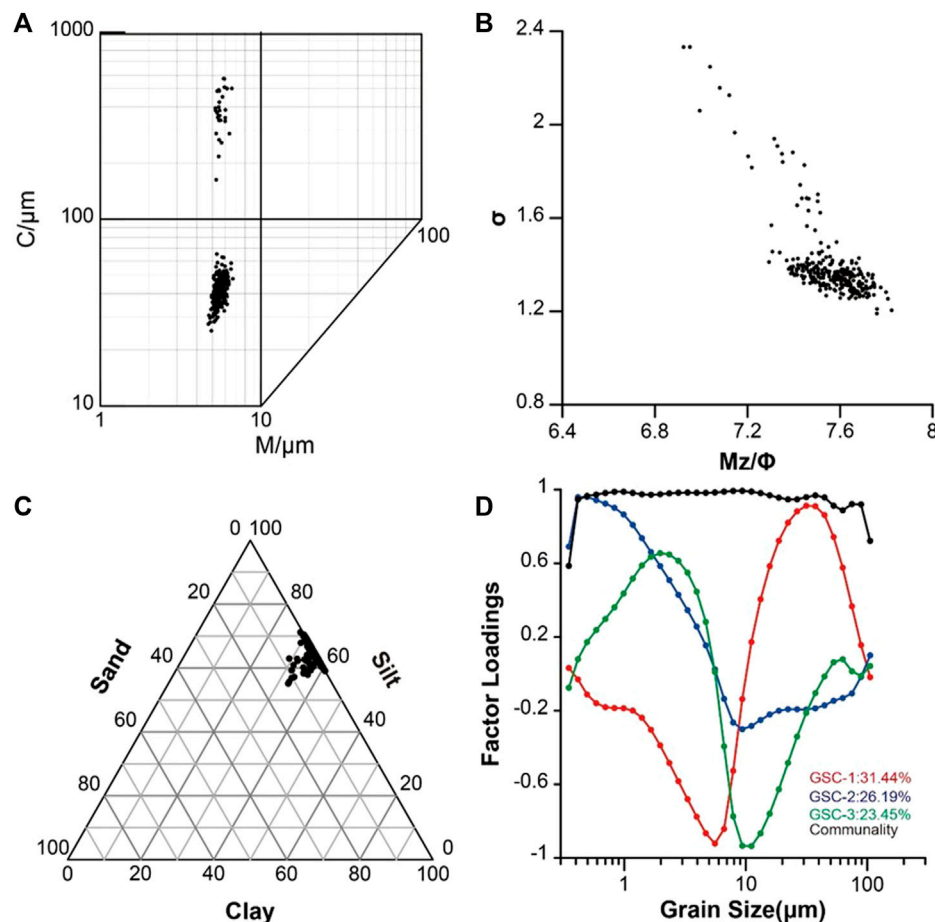 A
1000
100
10
C/μm
1
10
100
M/μm
B
2.4
2
1.6
1.2
0.8
σ
6.4
6.8
7.2
7.6
8
Mz/Φ
C
0
100
20
80
40
60
60
40
80
20
100
0
Sand
Silt
0
20
40
60
80
100
Clay
D
1
0.6
0.2
-0.2
-0.6
-1
Factor Loadings
GSC-1:31.44%
GSC-2:26.19%
GSC-3:23.45%
Communality
1
10
100
Grain Size(μm)